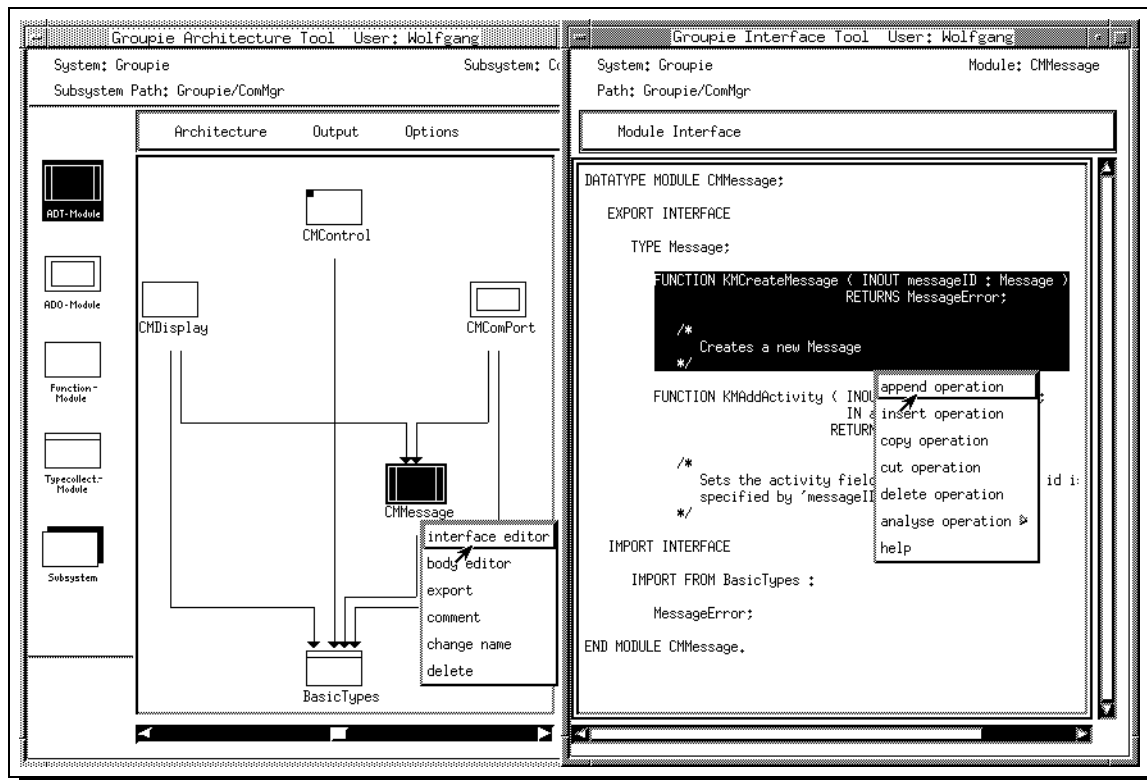 Groupie Architecture Tool User: Wolfgang
System: Groupie Subsystem:
Subsystem Path: Groupie/ComMgr
Architecture Output Options
ADT-Module
ADO-Module
Function-
Module
Typecollect.-
Module
Subsystem
CMControl
CMDisplay
CMComPort
CMMessage
BasicTypes
interface editor
body editor
export
comment
change name
delete
Groupie Interface Tool User: Wolfgang
System: Groupie Module: CMMessage
Path: Groupie/ComMgr
Module Interface
DATATYPE MODULE CMMessage;
EXPORT INTERFACE
TYPE Message;
FUNCTION KMCreateMessage ( INOUT messageID : Message )
RETURNS MessageError;
/*
Creates a new Message
*/
FUNCTION KMAddActivity (
IN
/*
Sets the activity id
specified by
*/
IMPORT INTERFACE
IMPORT FROM BasicTypes :
MessageError;
END MODULE CMMessage.
append operation
insert operation
copy operation
cut operation
delete operation
analyse operation
help